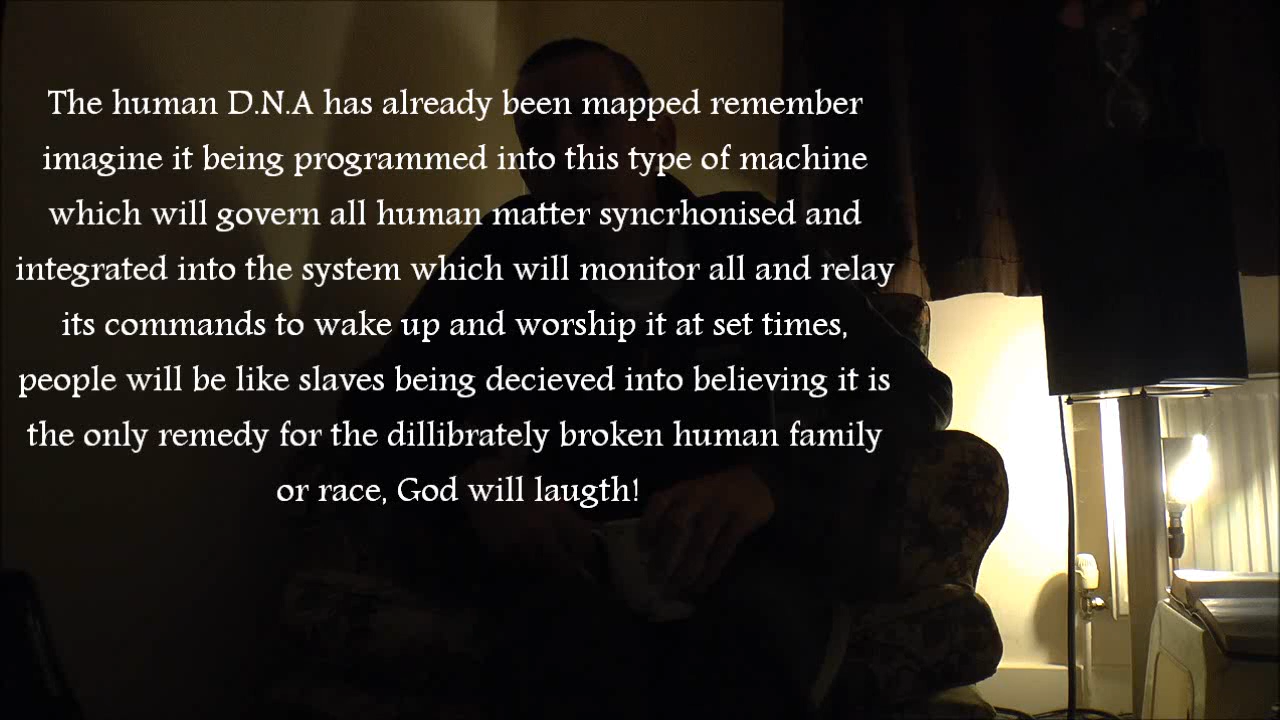 The human D.N.A has already been mapped remember
imagine it being programmed into this type of machine
which will govern all human matter syncrhonised and
integrated into the system which will monitor all and relay
its commands to wake up and worship it at set times,
people will be like slaves being decieved into believing it is
the only remedy for the dillibrately broken human family
or race, God will laugth!